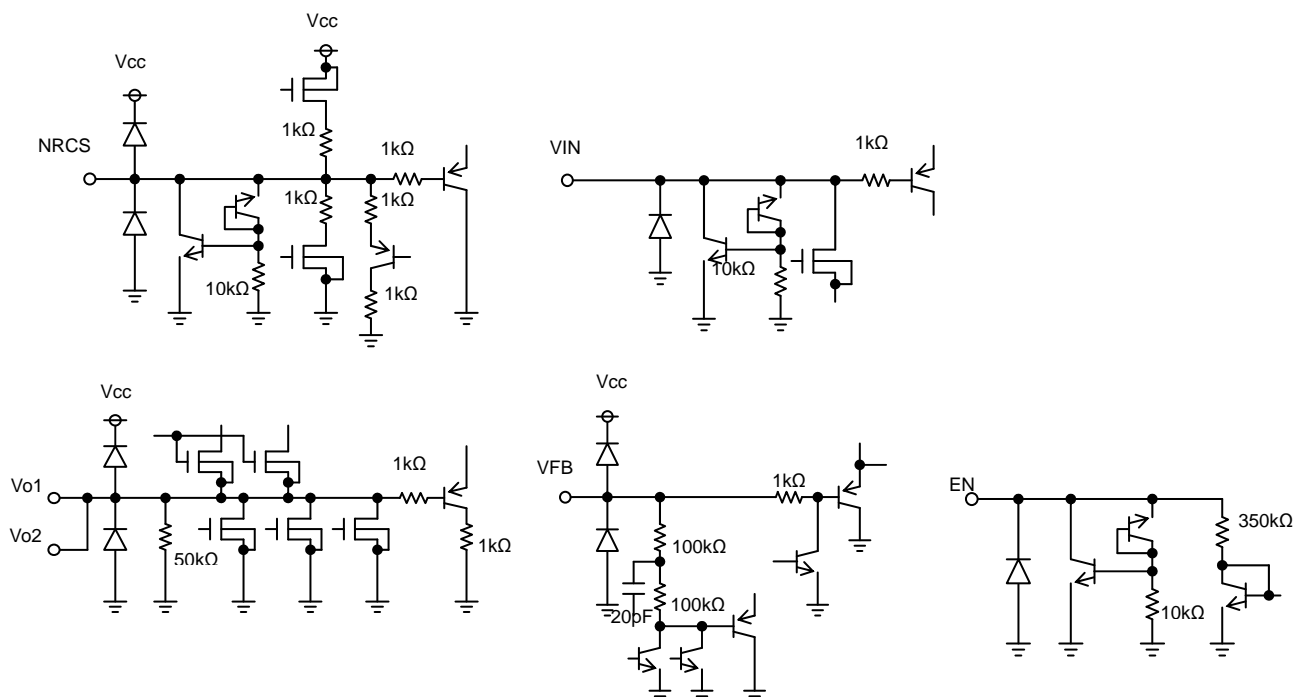 Vcc
Vcc
1kΩ
1kΩ
NRCS
1kΩ
1kΩ
10kΩ
1kΩ
VIN
1kΩ
10kΩ
Vcc
Vo1
Vo2
1kΩ
50kΩ
1kΩ
Vcc
VFB
1kΩ
100kΩ
100kΩ
20pF
EN
350kΩ
10kΩ